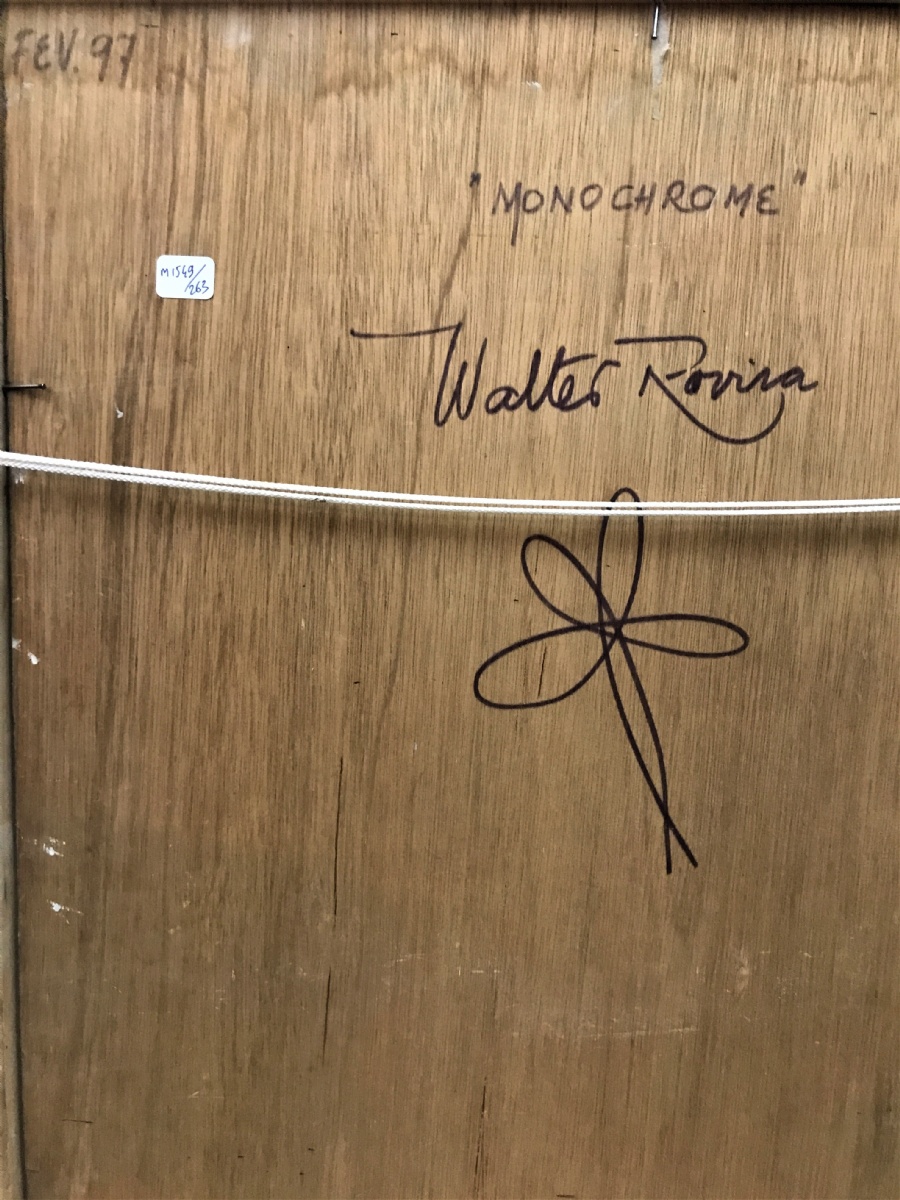 FEV. 97
"MONOCHROME"
M1549/
263
Walter Rovira